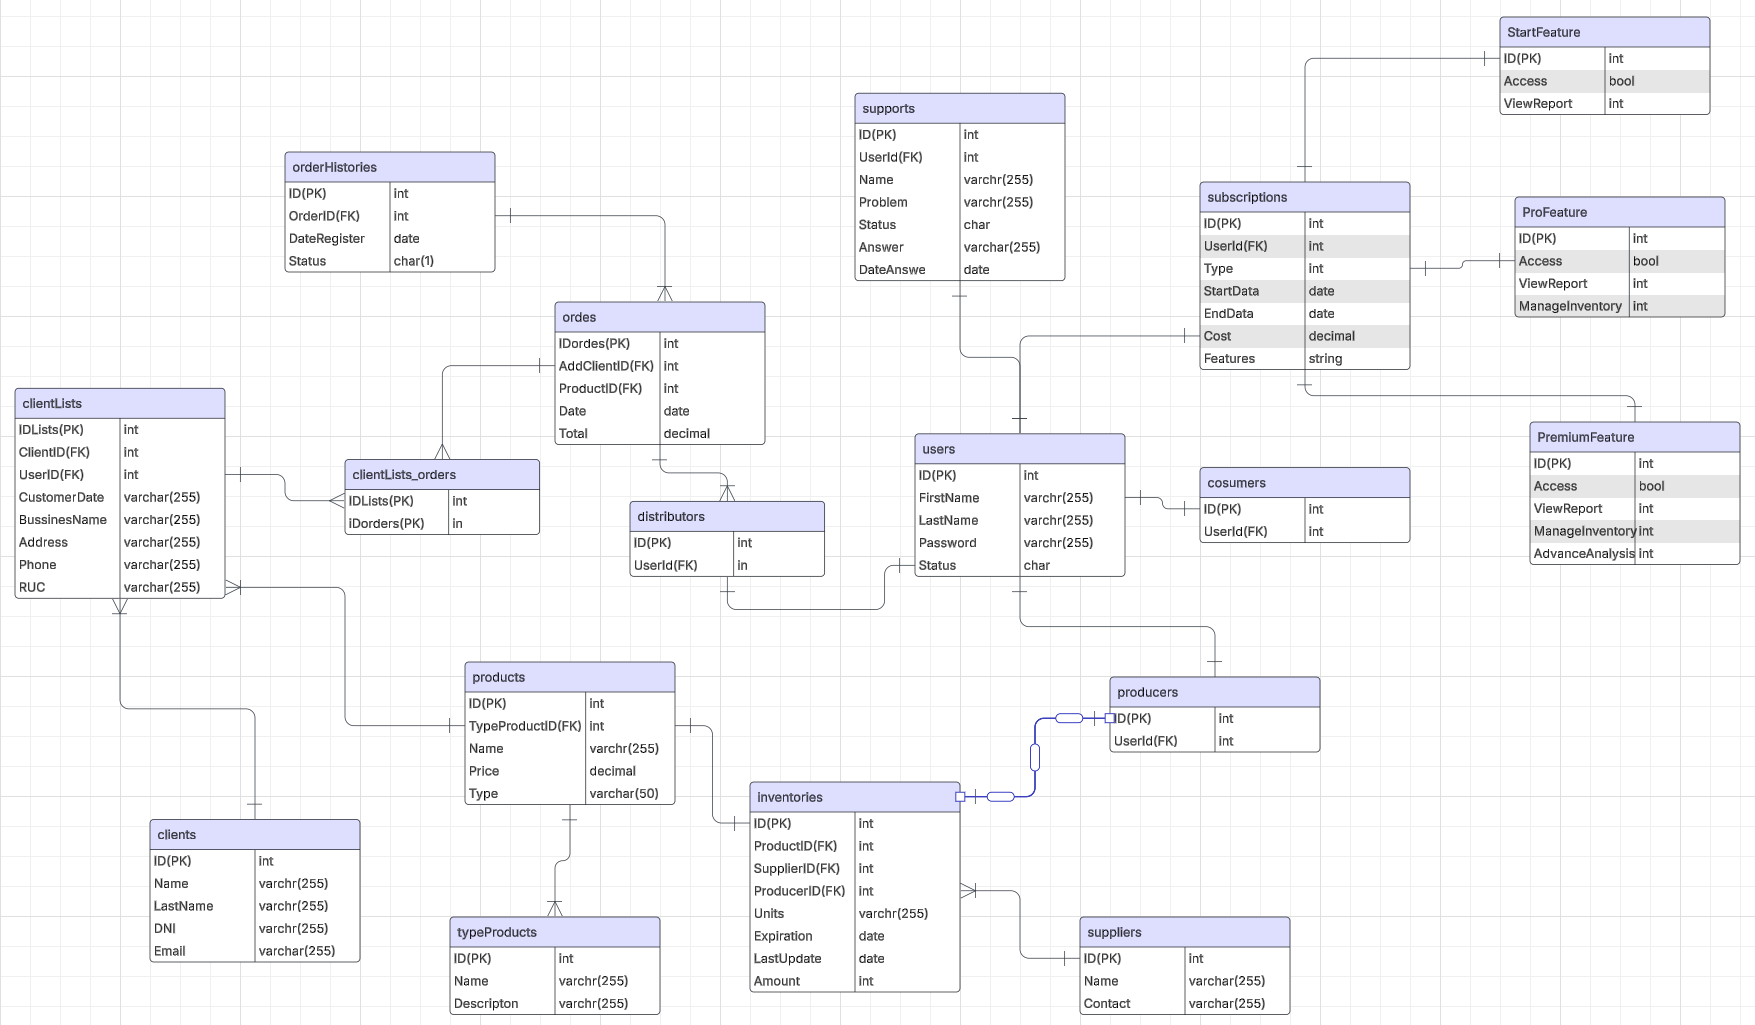 StartFeature
ID(PK) int
Access bool
ViewReport int
supports
ID(PK) int
UserId(FK) int
Name varchr(255)
Problem varchr(255)
Status char
Answer varchar(255)
DateAnswe date
orderHistories
ID(PK) int
OrderID(FK) int
DateRegister date
Status char(1)
subscriptions
ID(PK) int
UserId(FK) int
Type int
StartData date
EndData date
Cost decimal
Features string
ProFeature
ID(PK) int
Access bool
ViewReport int
ManageInventory int
ordes
IDordes(PK) int
AddClientID(FK) int
ProductID(FK) int
Date date
Total decimal
clientLists
IDLists(PK) int
ClientID(FK) int
UserID(FK) int
CustomerDate varchar(255)
BussinesName varchar(255)
Address varchar(255)
Phone varchar(255)
RUC varchar(255)
clientLists_orders
IDLists(PK) int
iDorders(PK) in
distributors
ID(PK) int
UserId(FK) in
users
ID(PK) int
FirstName varchr(255)
LastName varchr(255)
Password varchr(255)
Status char
cosumers
ID(PK) int
UserId(FK) int
PremiumFeature
ID(PK) int
Access bool
ViewReport int
ManageInventory int
AdvanceAnalysis int
products
ID(PK) int
TypeProductID(FK) int
Name varchr(255)
Price decimal
Type varchr(50)
producers
ID(PK) int
UserId(FK) int
inventories
ID(PK) int
ProductID(FK) int
SupplierID(FK) int
ProducerID(FK) int
Units varchr(255)
Expiration date
LastUpdate date
Amount int
clients
ID(PK) int
Name varchr(255)
LastName varchr(255)
DNI varchr(255)
Email varchar(255)
typeProducts
ID(PK) int
Name varchr(255)
Descripton varchr(255)
suppliers
ID(PK) int
Name varchar(255)
Contact varchar(255)